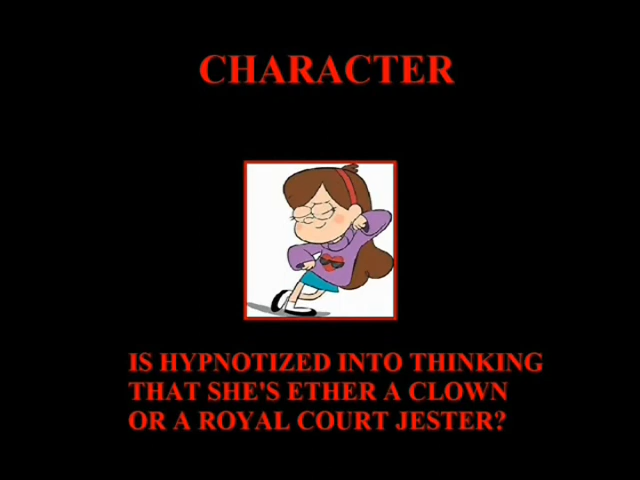 CHARACTER
IS HYPNOTIZED INTO THINKING
THAT SHE'S ETHER A CLOWN
OR A ROYAL COURT JESTER?